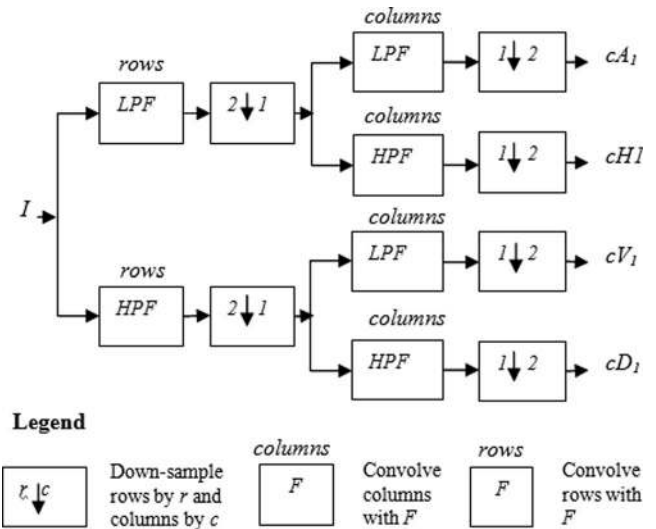 columns
LPF
1↓2
cA1
rows
LPF
2↓1
columns
HPF
1↓2
cH1
I
columns
LPF
1↓2
cV1
rows
HPF
2↓1
columns
HPF
1↓2
cD1
Legend
r↓c
Down-sample
rows by r and
columns by c
columns
F
Convolve
columns
with F
rows
F
Convolve
rows with
F